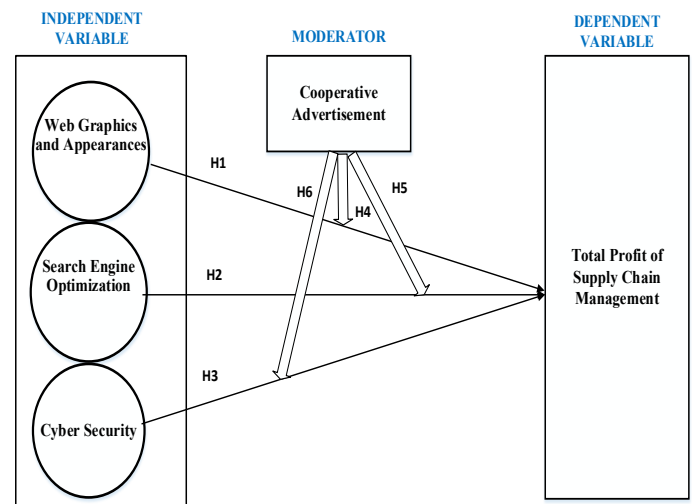 INDEPENDENT
VARIABLE
MODERATOR
DEPENDENT
VARIABLE
Web Graphics
and Appearances
Cooperative
Advertisement
H1
H6
H5
H4
Search Engine
Optimization
H2
Total Profit of
Supply Chain
Management
H3
Cyber Security